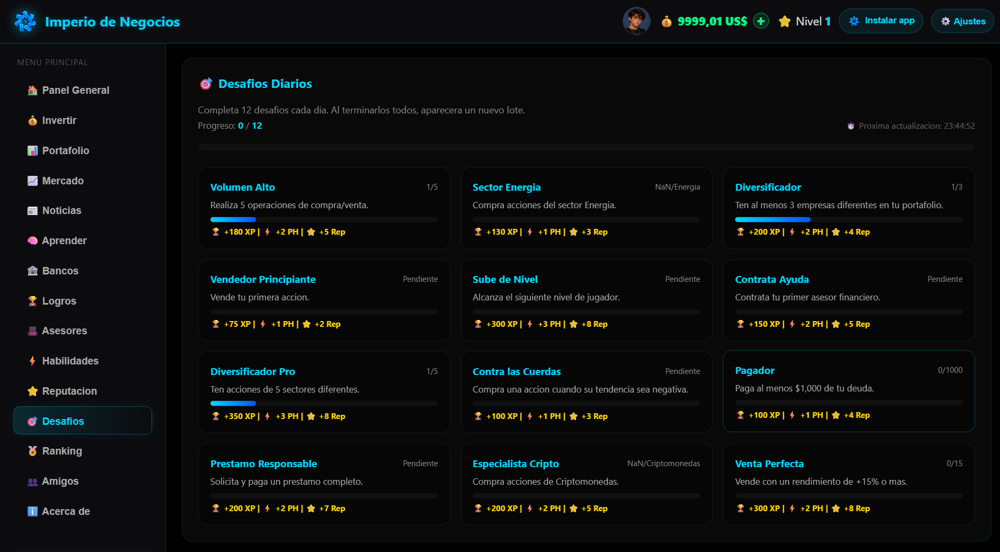 Imperio de Negocios
9999,01 US$ +
Nivel 1
Instalar app
Ajustes
MENU PRINCIPAL
Panel General
Invertir
Portafolio
Mercado
Noticias
Aprender
Bancos
Logros
Asesores
Habilidades
Reputacion
Desafios
Ranking
Amigos
Acerca de
Desafios Diarios
Completa 12 desafios cada dia. Al terminarlos todos, aparecera un nuevo lote.
Progreso: 0 / 12
Proxima actualizacion: 23:44:52
Volumen Alto 1/5
Realiza 5 operaciones de compra/venta.
+180 XP | +2 PH | +5 Rep
Sector Energia NaN/Energia
Compra acciones del sector Energia.
+130 XP | +1 PH | +3 Rep
Diversificador 1/3
Ten al menos 3 empresas diferentes en tu portafolio.
+200 XP | +2 PH | +4 Rep
Vendedor Principiante Pendiente
Vende tu primera accion.
+75 XP | +1 PH | +2 Rep
Sube de Nivel Pendiente
Alcanza el siguiente nivel de jugador.
+300 XP | +3 PH | +8 Rep
Contrata Ayuda Pendiente
Contrata tu primer asesor financiero.
+150 XP | +2 PH | +5 Rep
Diversificador Pro 1/5
Ten acciones de 5 sectores diferentes.
+350 XP | +3 PH | +8 Rep
Contra las Cuerdas Pendiente
Compra una accion cuando su tendencia sea negativa.
+100 XP | +1 PH | +3 Rep
Pagador 0/1000
Paga al menos $1,000 de tu deuda.
+100 XP | +1 PH | +4 Rep
Prestamo Responsable Pendiente
Solicita y paga un prestamo completo.
+200 XP | +2 PH | +7 Rep
Especialista Cripto NaN/Criptomonedas
Compra acciones de Criptomonedas.
+200 XP | +2 PH | +5 Rep
Venta Perfecta 0/15
Vende con un rendimiento de +15% o mas.
+300 XP | +2 PH | +8 Rep